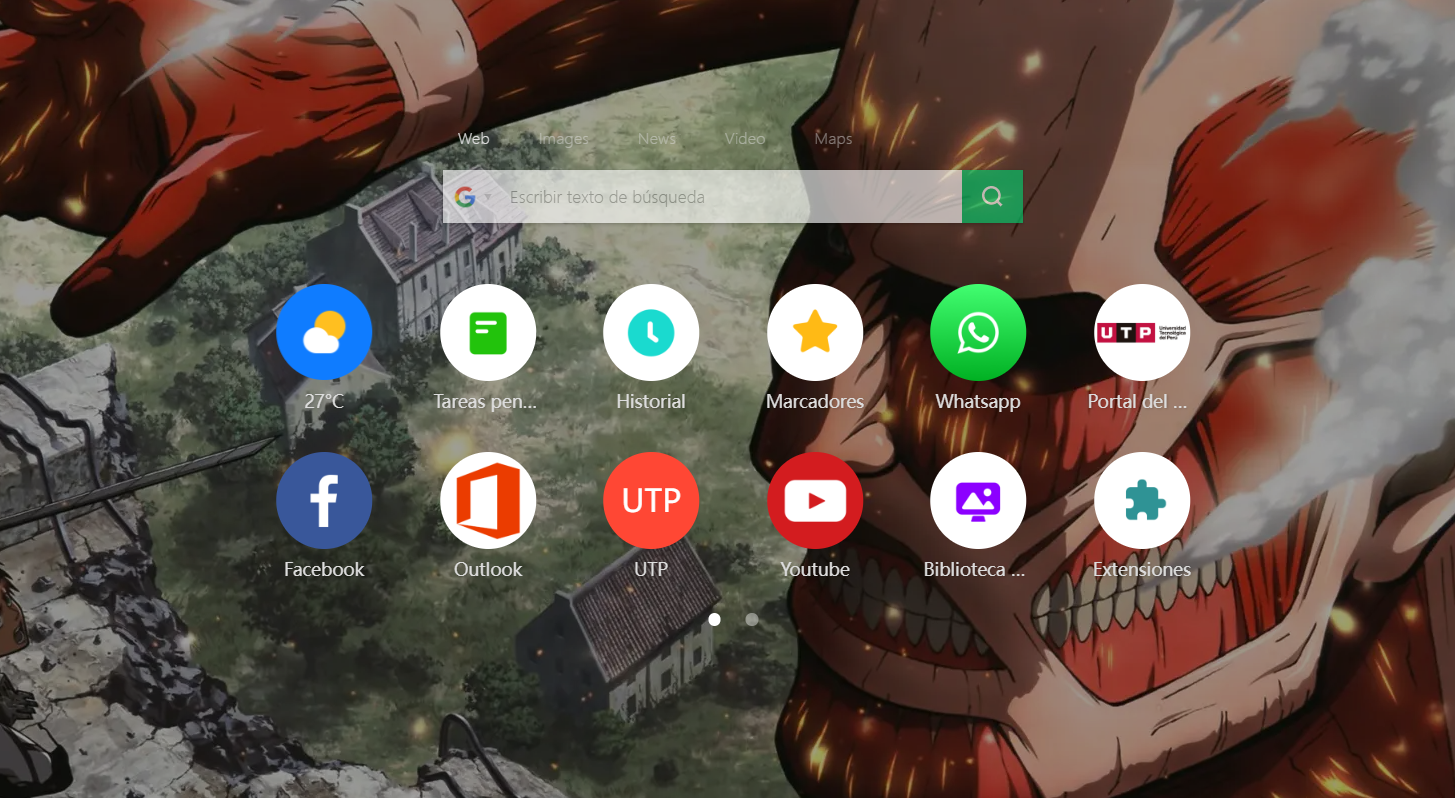 Web Images News Video Maps
Escribir texto de búsqueda
UTP Universidad Tecnológica del Perú
27°C Tareas pen... Historial Marcadores Whatsapp Portal del ...
UTP
Facebook Outlook UTP Youtube Biblioteca ... Extensiones